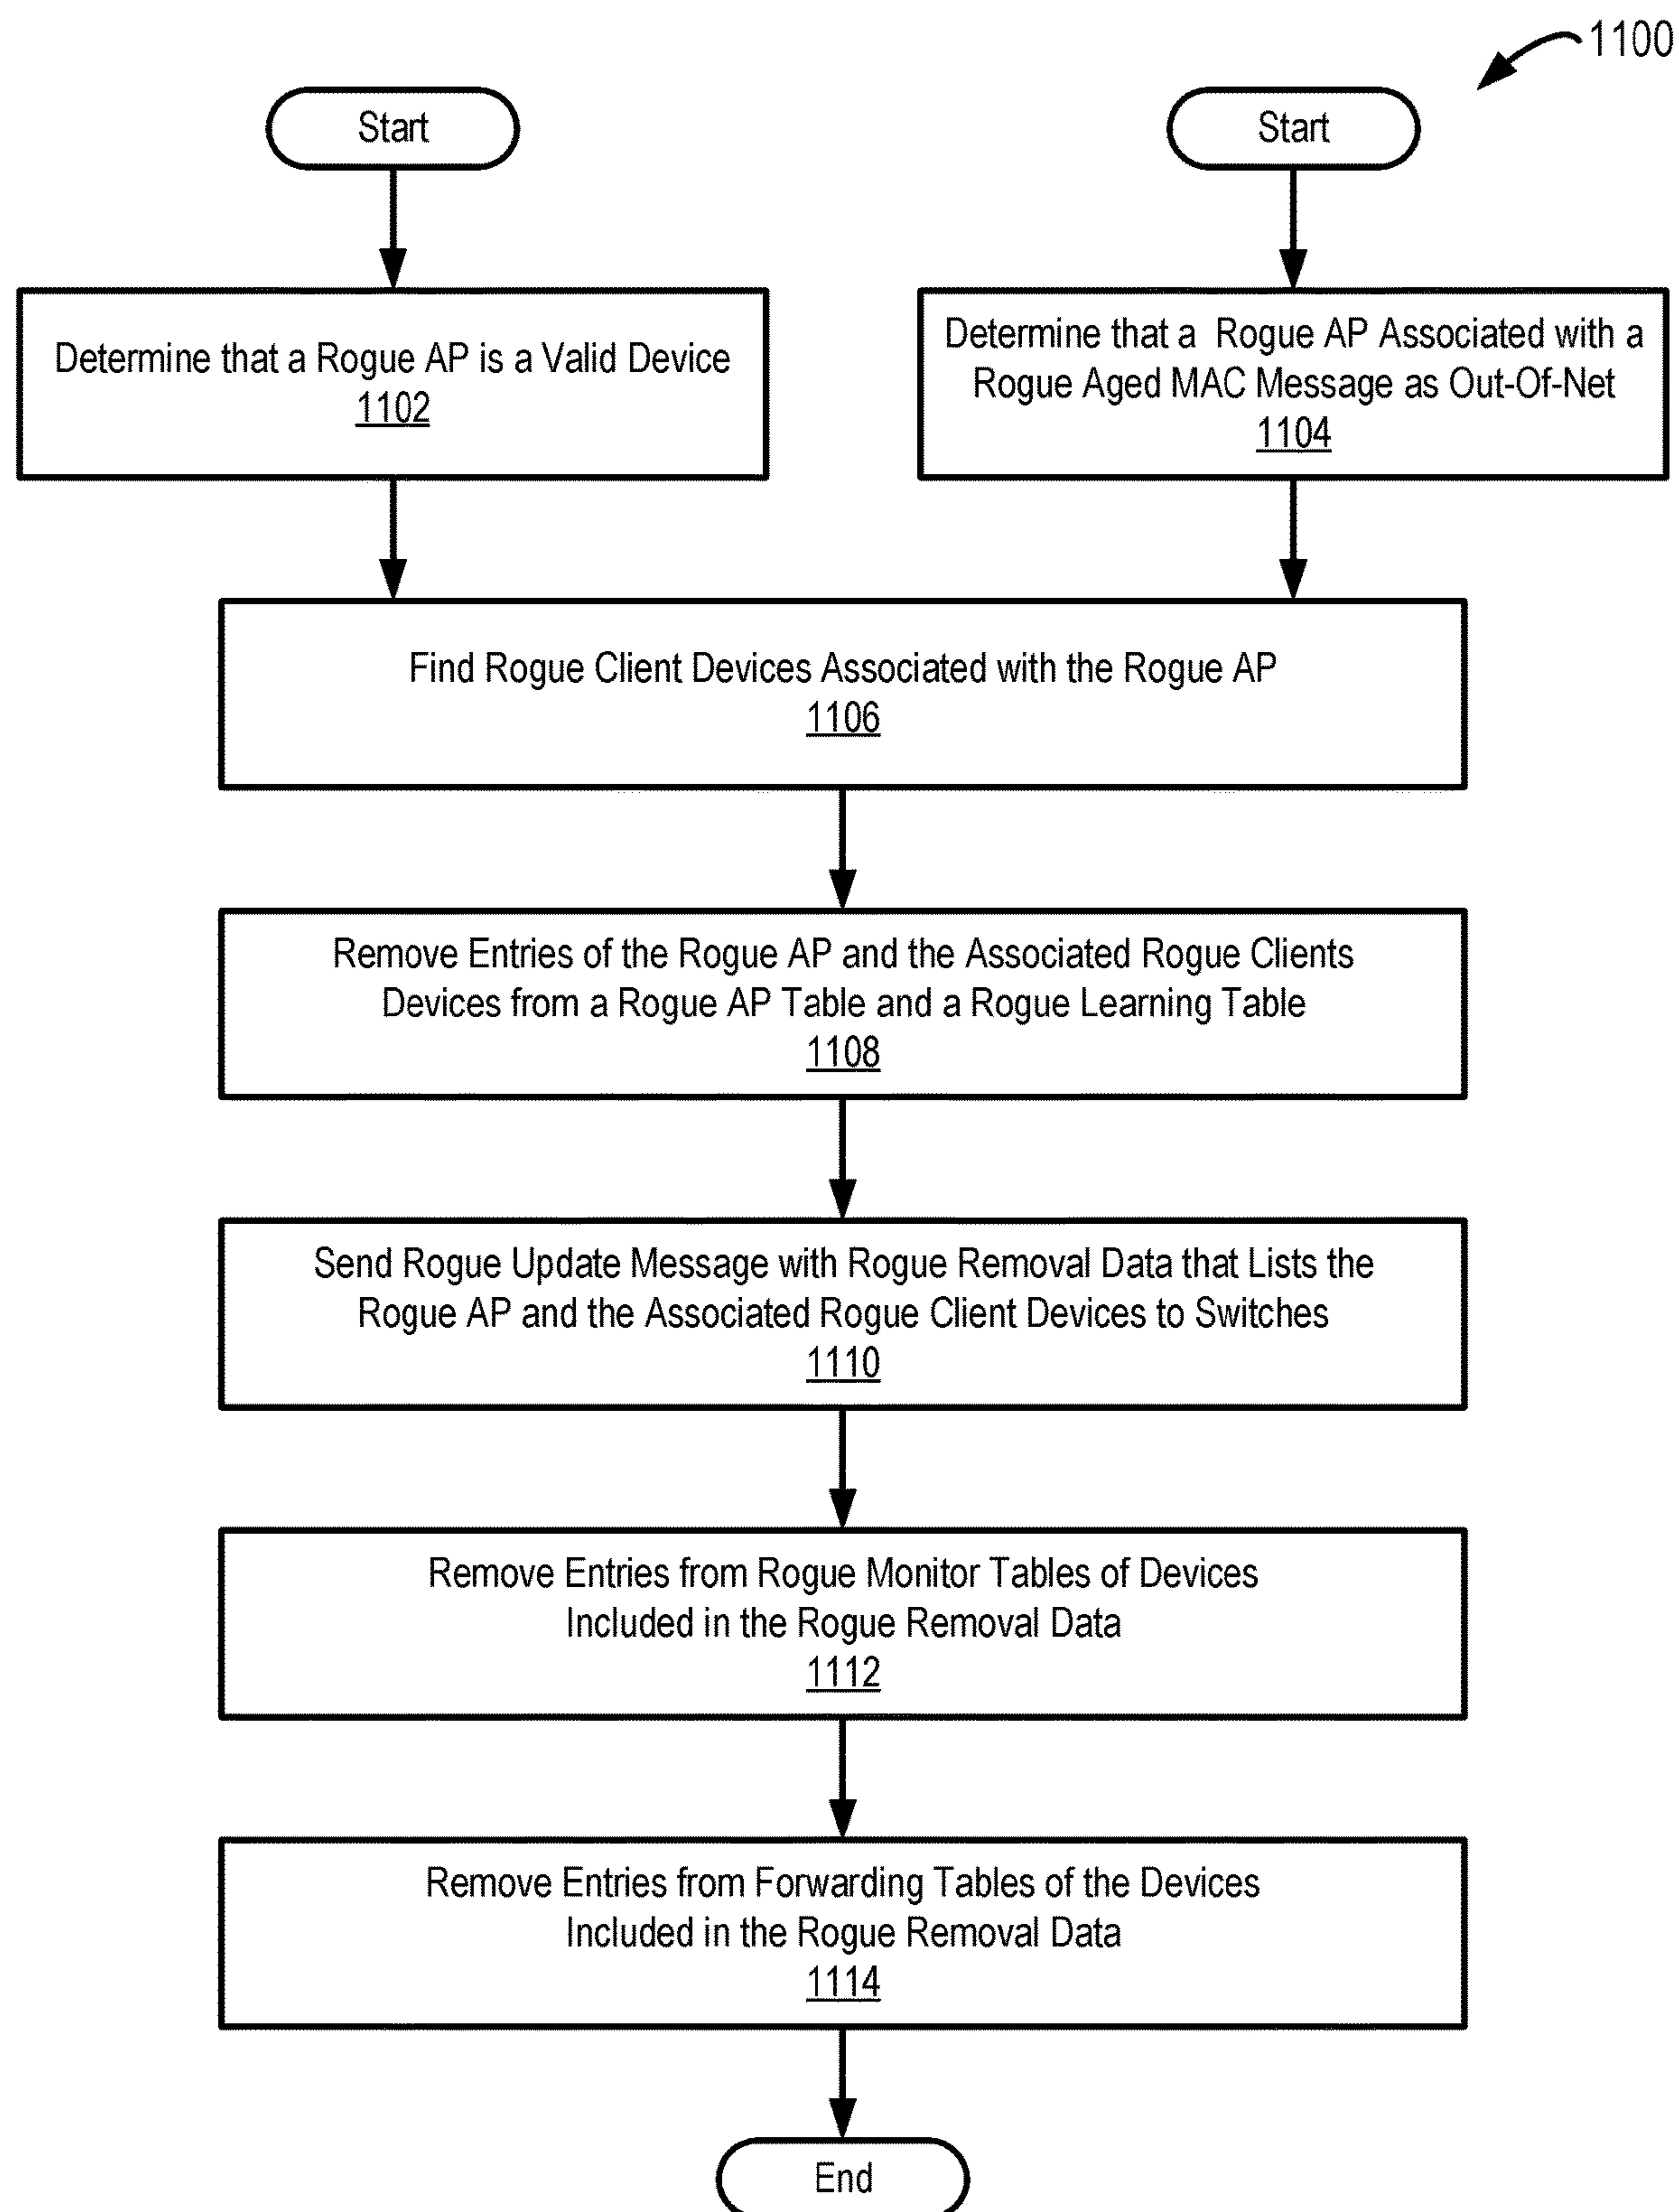 1100
Start
Start
Determine that a Rogue AP is a Valid Device
1102
Determine that a Rogue AP Associated with a
Rogue Aged MAC Message as Out-Of-Net
1104
Find Rogue Client Devices Associated with the Rogue AP
1106
Remove Entries of the Rogue AP and the Associated Rogue Clients
Devices from a Rogue AP Table and a Rogue Learning Table
1108
Send Rogue Update Message with Rogue Removal Data that Lists the
Rogue AP and the Associated Rogue Client Devices to Switches
1110
Remove Entries from Rogue Monitor Tables of Devices
Included in the Rogue Removal Data
1112
Remove Entries from Forwarding Tables of the Devices
Included in the Rogue Removal Data
1114
End